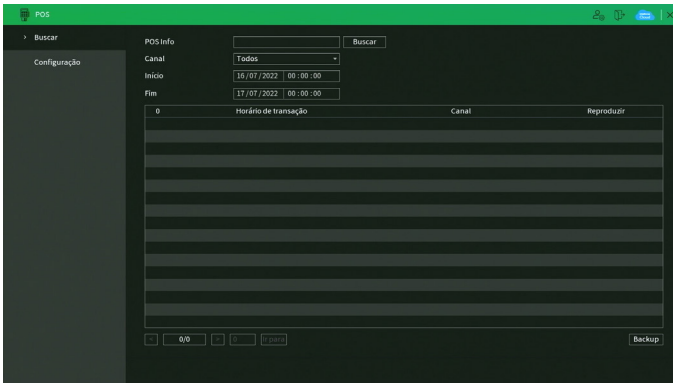 POS
Buscar
Configuração
POS Info
Buscar
Canal
Todos
Início
16/07/2022 00:00:00
Fim
17/07/2022 00:00:00
0 Horário de transação Canal Reproduzir
< 0/0 > 0 Ir para
Backup